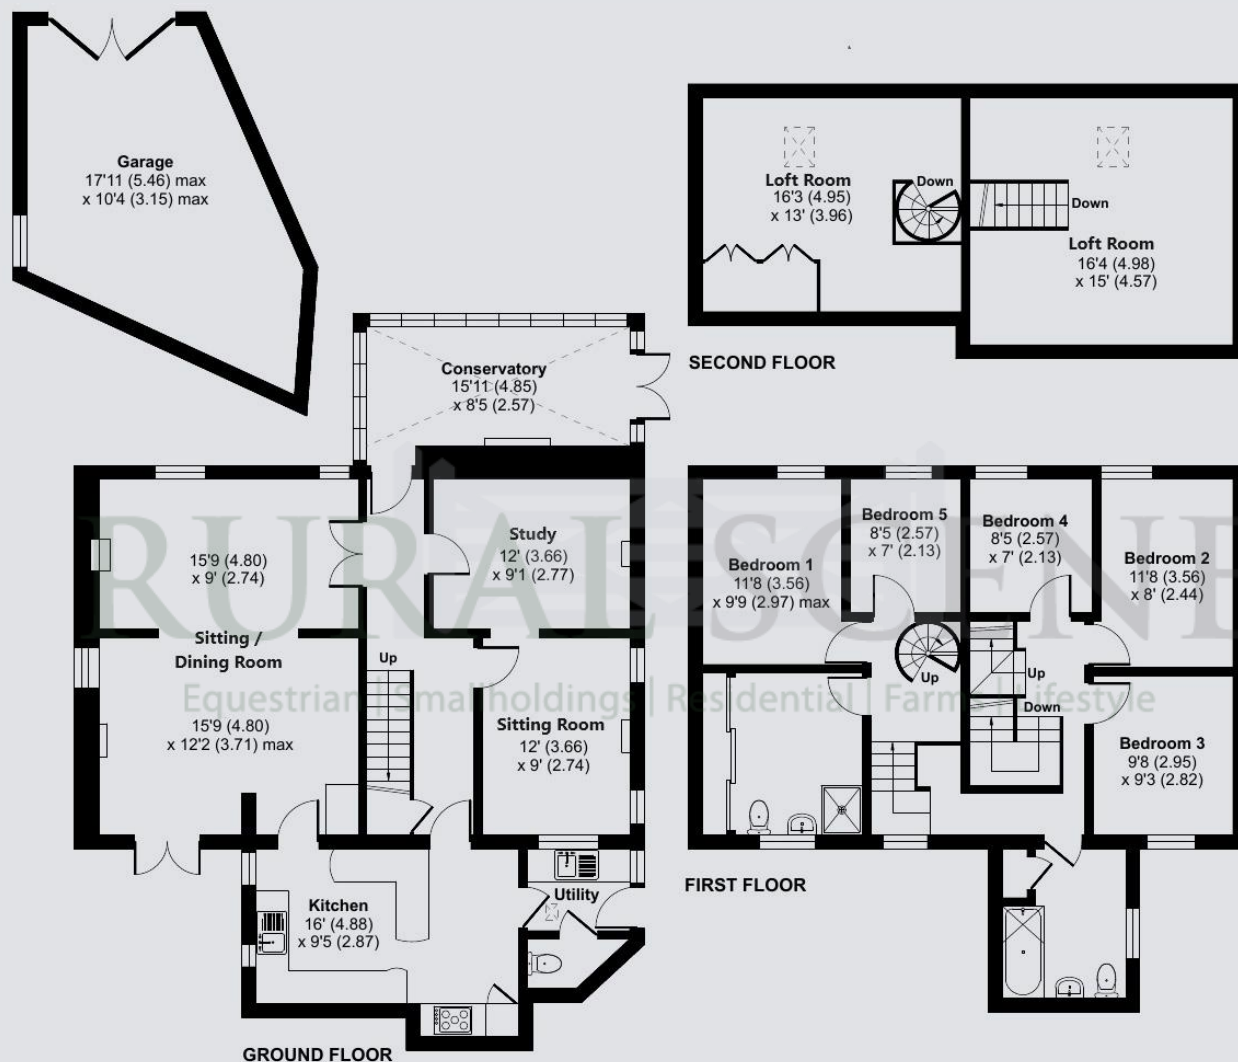 Garage
17'11 (5.46) max
x 10'4 (3.15) max
Loft Room
16'3 (4.95)
x 13' (3.96)
Down
Down
Loft Room
16'4 (4.98)
x 15' (4.57)
SECOND FLOOR
Conservatory
15'11 (4.85)
x 8'5 (2.57)
15'9 (4.80)
x 9' (2.74)
Sitting /
Dining Room
15'9 (4.80)
x 12'2 (3.71) max
Study
12' (3.66)
x 9'1 (2.77)
Up
Sitting Room
12' (3.66)
x 9' (2.74)
Kitchen
16' (4.88)
x 9'5 (2.87)
Utility
GROUND FLOOR
Bedroom 1
11'8 (3.56)
x 9'9 (2.97) max
Bedroom 5
8'5 (2.57)
x 7' (2.13)
Bedroom 4
8'5 (2.57)
x 7' (2.13)
Bedroom 2
11'8 (3.56)
x 8' (2.44)
Up
Up
Down
Bedroom 3
9'8 (2.95)
x 9'3 (2.82)
FIRST FLOOR
RURAL SCENE
Equestrian | Smallholdings | Residential | Farms | Lifestyle